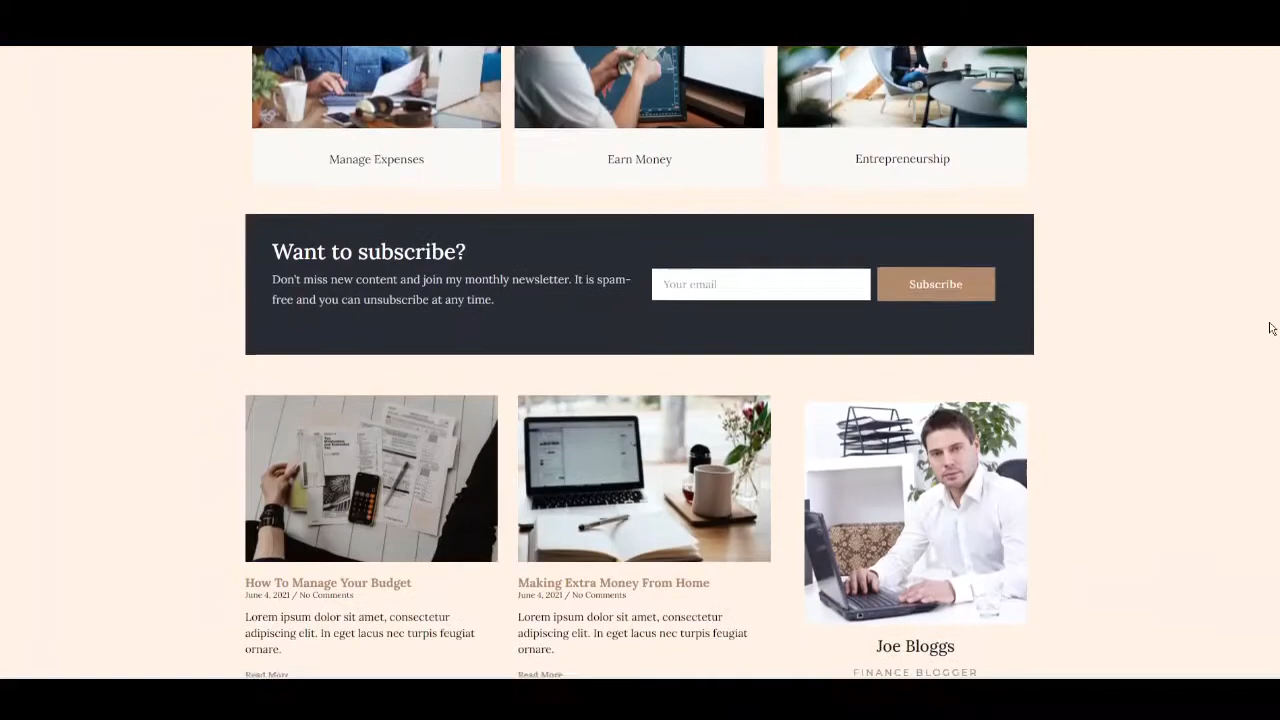 Manage Expenses
Earn Money
Entrepreneurship
Want to subscribe?
Don't miss new content and join my monthly newsletter. It is spam-
free and you can unsubscribe at any time.
Your email
Subscribe
How To Manage Your Budget
June 4, 2021 / No Comments
Lorem ipsum dolor sit amet, consectetur
adipiscing elit. In eget lacus nec turpis feugiat
ornare.
Read More
Making Extra Money From Home
June 4, 2021 / No Comments
Lorem ipsum dolor sit amet, consectetur
adipiscing elit. In eget lacus nec turpis feugiat
ornare.
Read More
Joe Bloggs
FINANCE BLOGGER